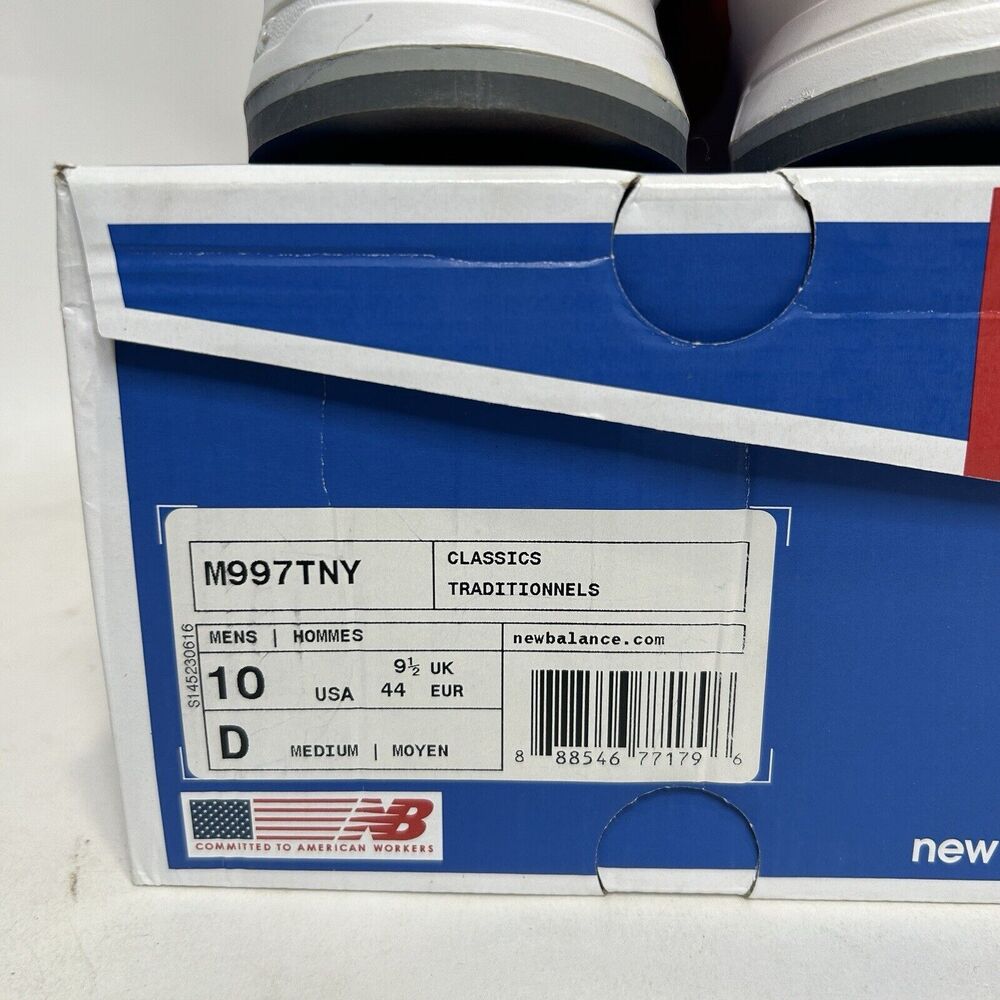 M997TNY
CLASSICS
TRADITIONNELS
S145230616
MENS | HOMMES
newbalance.com
10 USA 9½ UK
44 EUR
D MEDIUM | MOYEN
8 88546 77179 6
NB
COMMITTED TO AMERICAN WORKERS
new